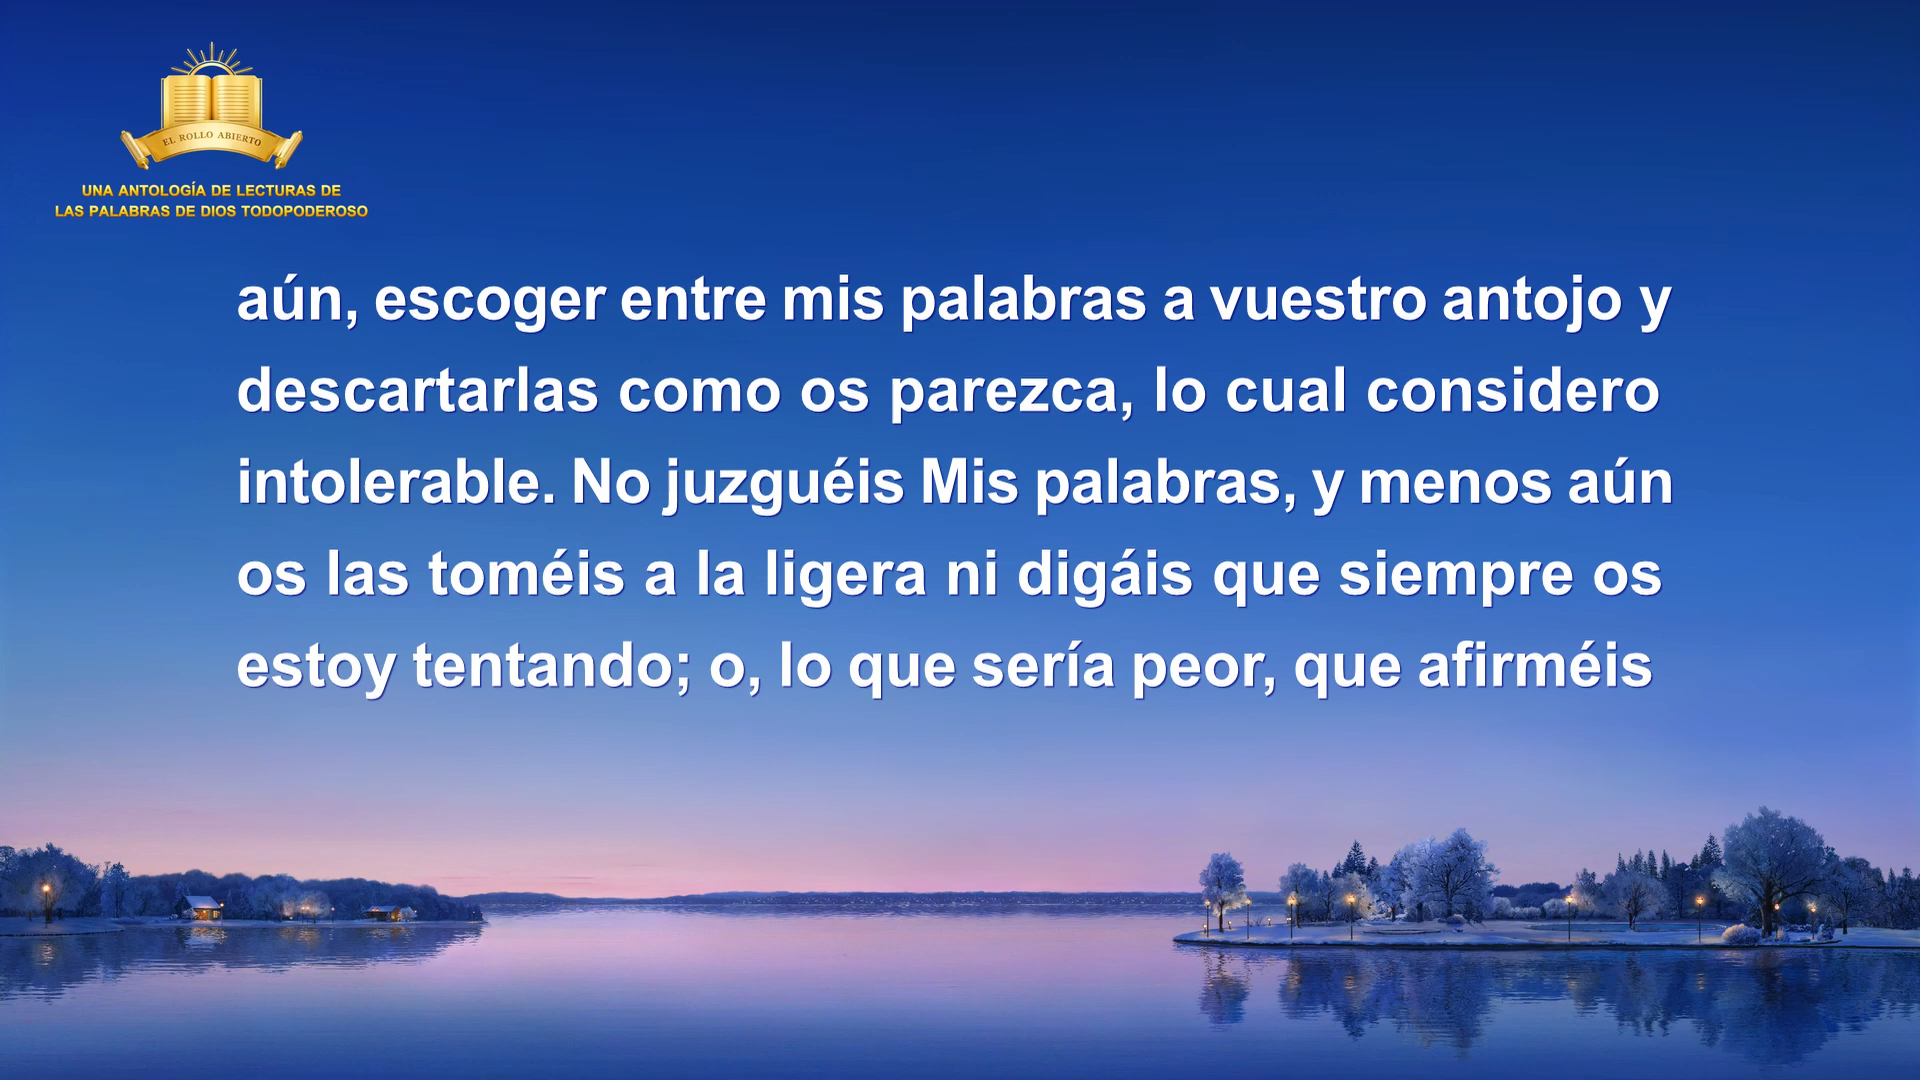 EL ROLLO ABIERTO
UNA ANTOLOGÍA DE LECTURAS DE
LAS PALABRAS DE DIOS TODOPODEROSO
aún, escoger entre mis palabras a vuestro antojo y
descartarlas como os parezca, lo cual considero
intolerable. No juzguéis Mis palabras, y menos aún
os las toméis a la ligera ni digáis que siempre os
estoy tentando; o, lo que sería peor, que afirméis